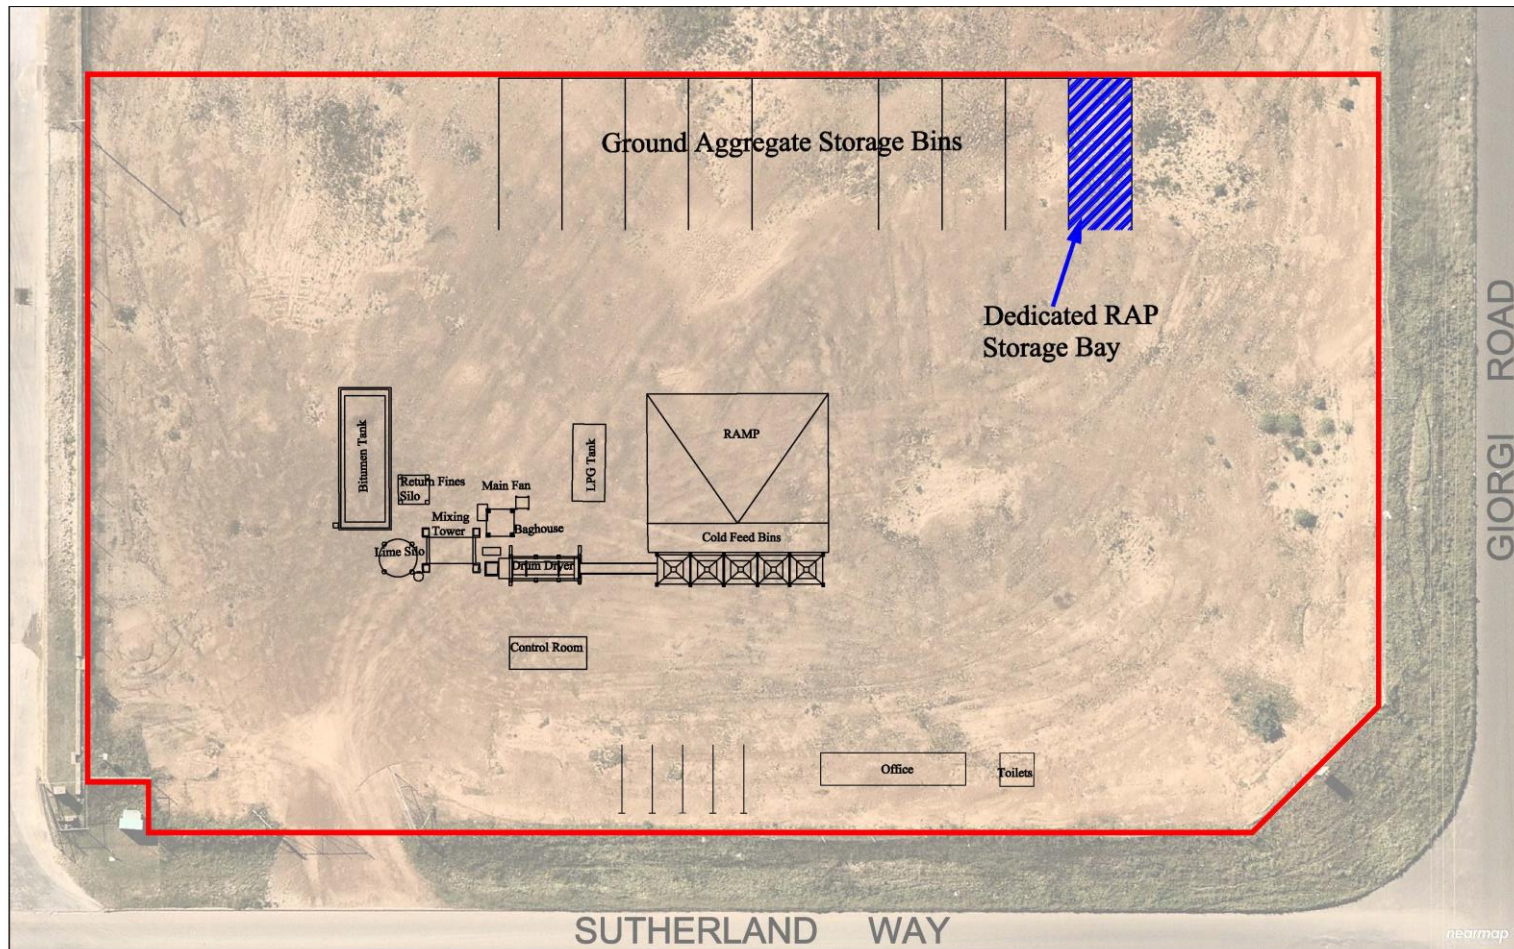 Ground Aggregate Storage Bins
Dedicated RAP
Storage Bay
GIORGI ROAD
Bitumen Tank
Return Fines
Silo
Main Fan
LPG Tank
RAMP
Mixing
Tower
Baghouse
Cold Feed Bins
Lime Silo
Drum Dryer
Control Room
Office
Toilets
SUTHERLAND WAY
nearmap